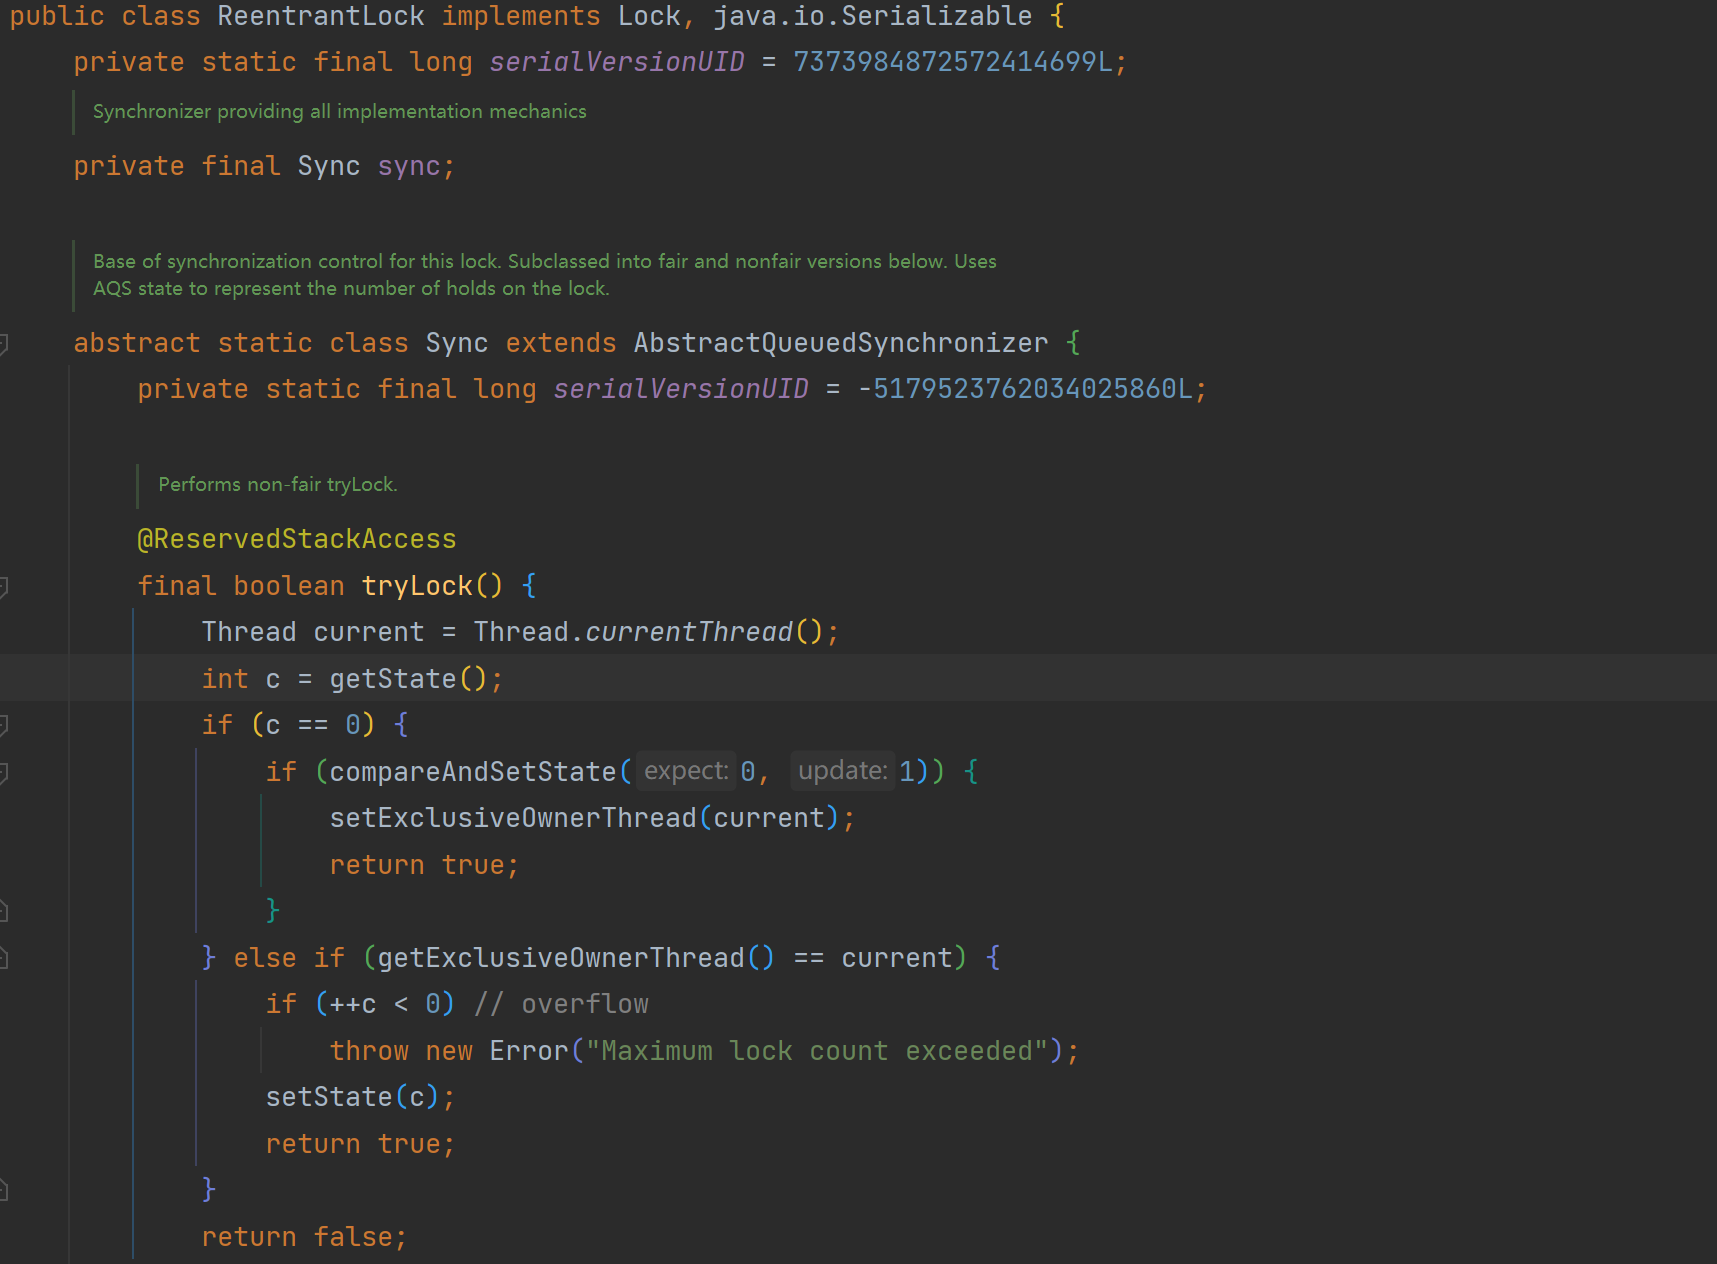 public class ReentrantLock implements Lock, java.io.Serializable {
private static final long serialVersionUID = 7373984872572414699L;
Synchronizer providing all implementation mechanics
private final Sync sync;
Base of synchronization control for this lock. Subclassed into fair and nonfair versions below. Uses
AQS state to represent the number of holds on the lock.
abstract static class Sync extends AbstractQueuedSynchronizer {
private static final long serialVersionUID = -5179523762034025860L;
Performs non-fair tryLock.
@ReservedStackAccess
final boolean tryLock() {
Thread current = Thread.currentThread();
int c = getState();
if (c == 0) {
if (compareAndSetState( expect: 0, update: 1)) {
setExclusiveOwnerThread(current);
return true;
}
} else if (getExclusiveOwnerThread() == current) {
if (++c < 0) // overflow
throw new Error("Maximum lock count exceeded");
setState(c);
return true;
}
return false;